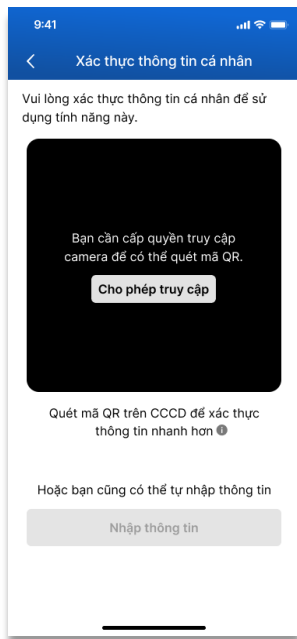 9:41
Xác thực thông tin cá nhân
Vui lòng xác thực thông tin cá nhân để sử
dụng tính năng này.
Bạn cần cấp quyền truy cập
camera để có thể quét mã QR.
Cho phép truy cập
Quét mã QR trên CCCD để xác thực
thông tin nhanh hơn
Hoặc bạn cũng có thể tự nhập thông tin
Nhập thông tin